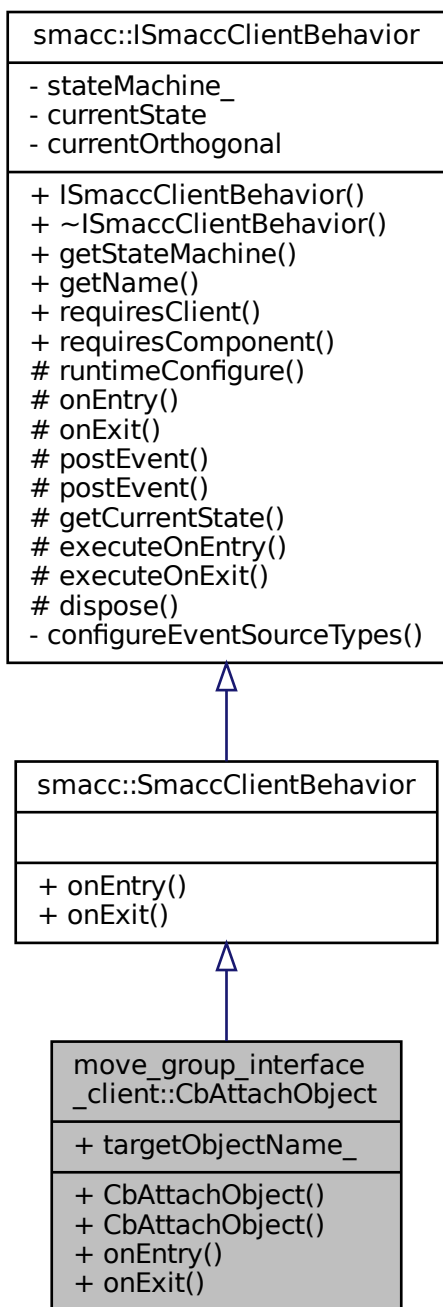 smacc::ISmaccClientBehavior
- stateMachine_
- currentState
- currentOrthogonal
+ ISmaccClientBehavior()
+ ~ISmaccClientBehavior()
+ getStateMachine()
+ getName()
+ requiresClient()
+ requiresComponent()
# runtimeConfigure()
# onEntry()
# onExit()
# postEvent()
# postEvent()
# getCurrentState()
# executeOnEntry()
# executeOnExit()
# dispose()
- configureEventSourceTypes()
smacc::SmaccClientBehavior
+ onEntry()
+ onExit()
move_group_interface
_client::CbAttachObject
+ targetObjectName_
+ CbAttachObject()
+ CbAttachObject()
+ onEntry()
+ onExit()